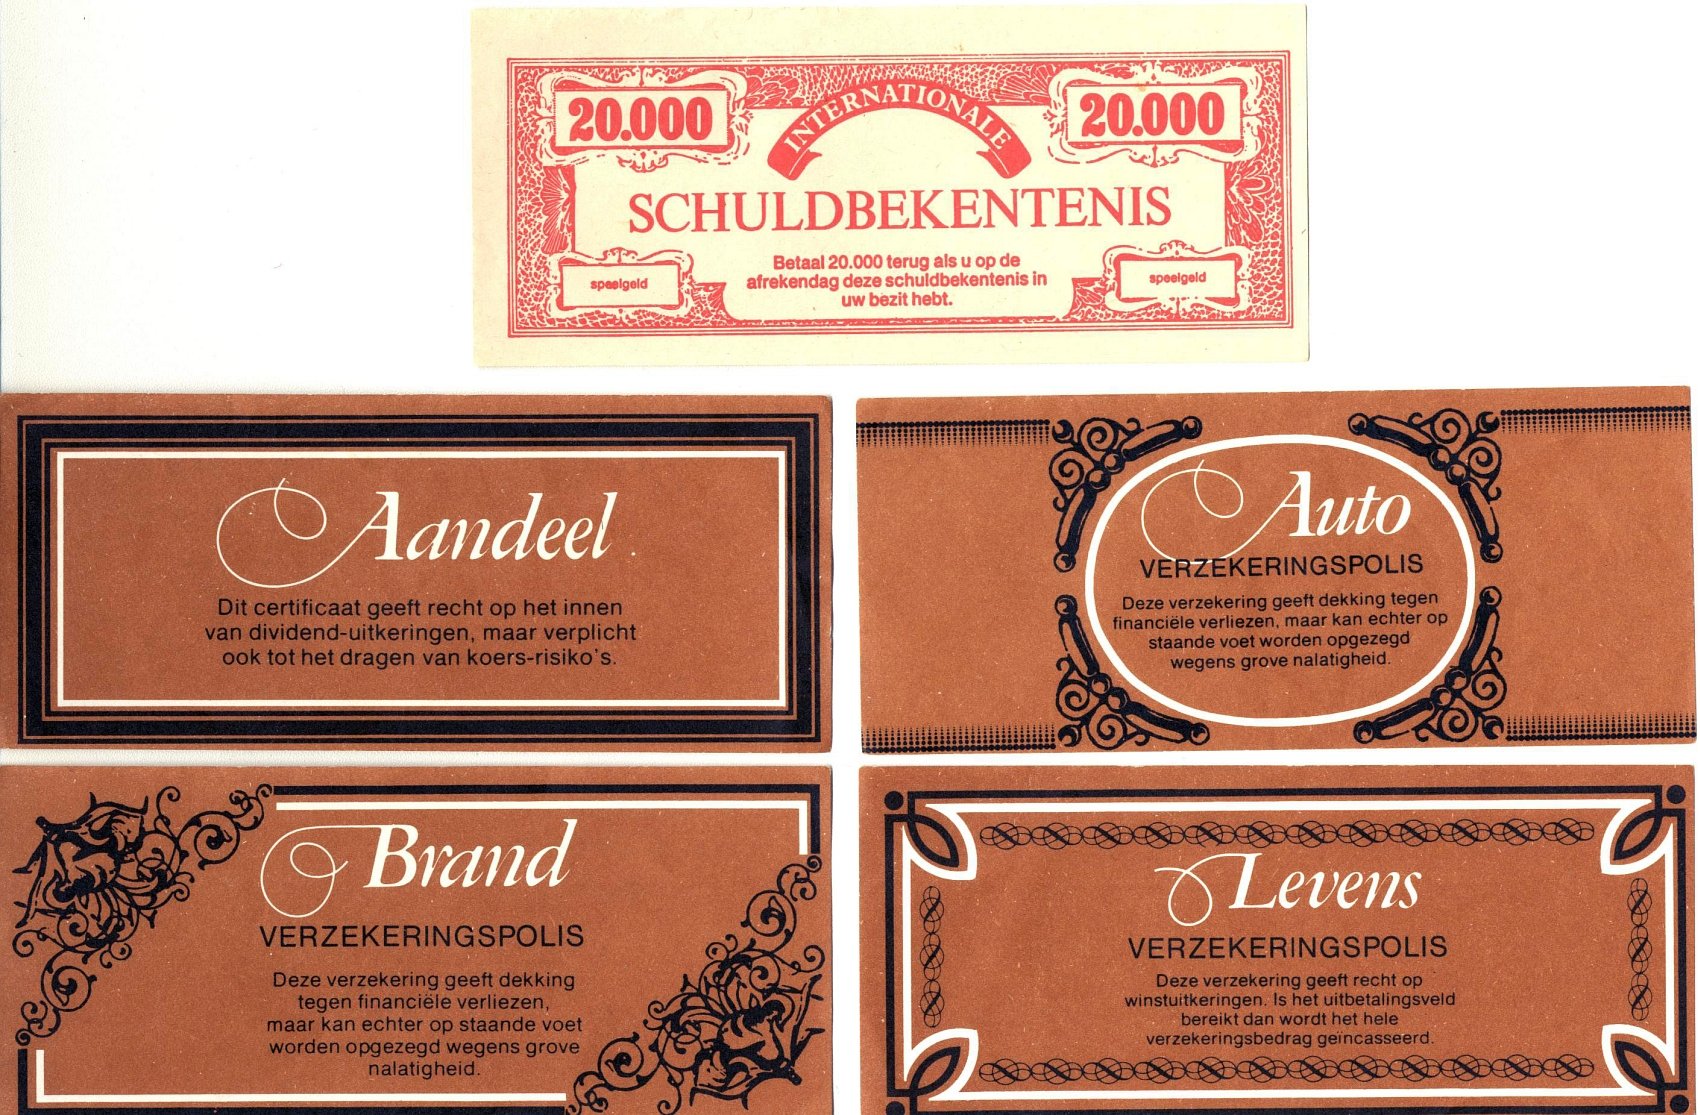 20.000
INTERNATIONALE
20.000
SCHULDBEKENTENIS
Betaal 20.000 terug als u op de
afrekendag deze schuldbekentenis in
uw bezit hebt.
speelgeld
speelgeld
Aandeel
Dit certificaat geeft recht op het innen
van dividend-uitkeringen, maar verplicht
ook tot het dragen van koers-risiko's.
Auto
VERZEKERINGSPOLIS
Deze verzekering geeft dekking tegen
financiële verliezen, maar kan echter op
staande voet worden opgezegd
wegens grove nalatigheid.
Brand
VERZEKERINGSPOLIS
Deze verzekering geeft dekking
tegen financiële verliezen,
maar kan echter op staande voet
worden opgezegd wegens grove
nalatigheid.
Levens
VERZEKERINGSPOLIS
Deze verzekering geeft recht op
winstuitkeringen. Is het uitbetalingsveld
bereikt dan wordt het hele
verzekeringsbedrag geïncasseerd.